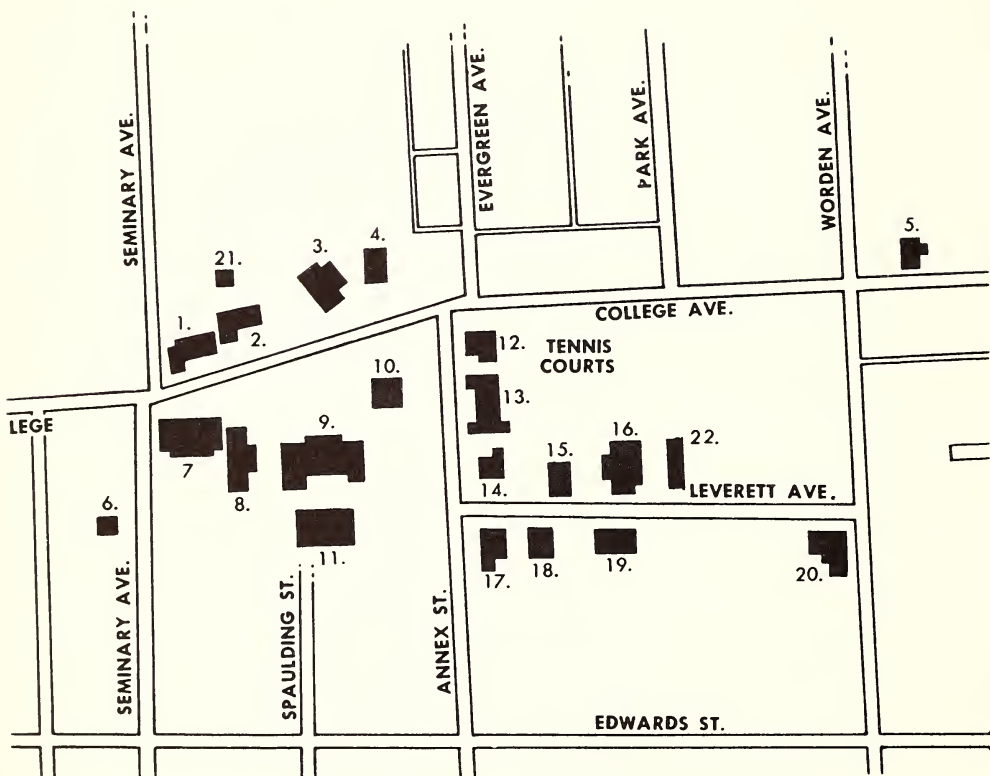 SEMINARY AVE.
EVERGREEN AVE.
PARK AVE.
WORDEN AVE.
21.
3.
4.
5.
1.
2.
COLLEGE AVE.
10.
12.
TENNIS
COURTS
LEGE
7
8.
9.
13.
16.
22.
15.
14.
LEVERETT AVE.
6.
11.
17.
18.
19.
20.
SEMINARY AVE.
SPAULDING ST.
ANNEX ST.
EDWARDS ST.